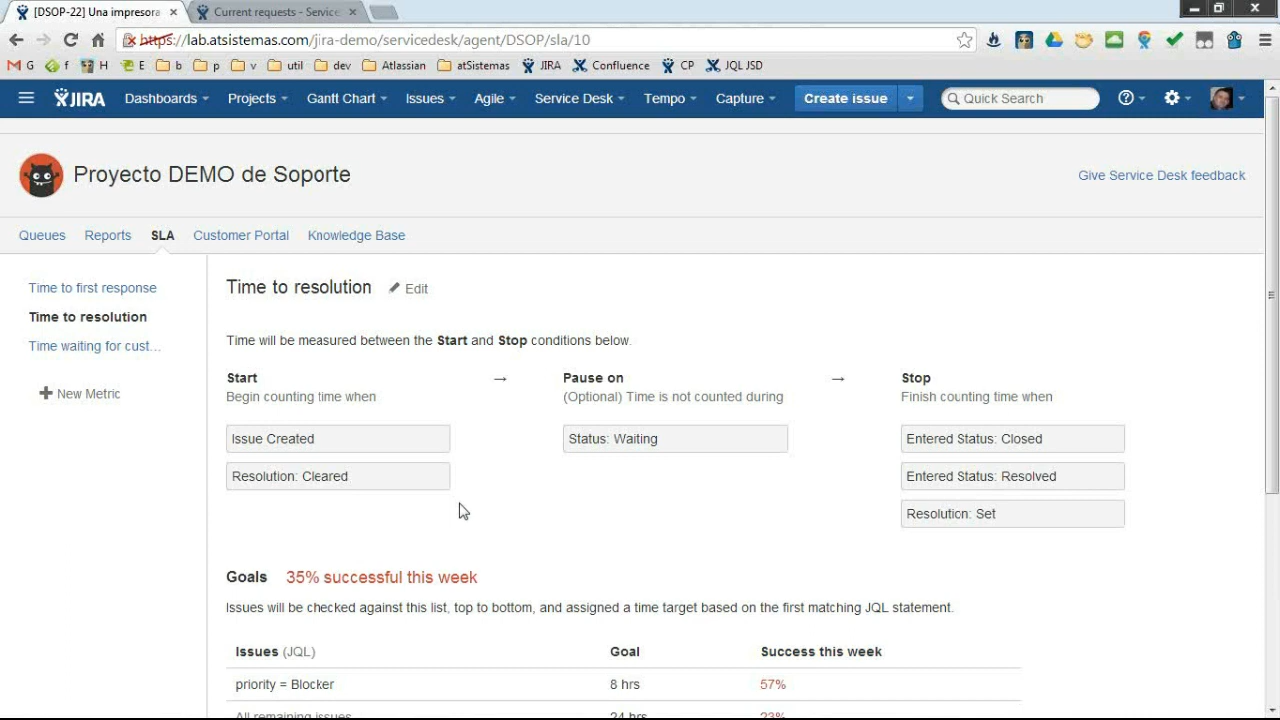 [DSOP-22] Una impresora
Current requests - Service
https://lab.atsistemas.com/jira-demo/servicedesk/agent/DSOP/sla/10
G f H E b p v util dev Atlassian atSistemas JIRA Confluence CP JQL JSD
JIRA Dashboards Projects Gantt Chart Issues Agile Service Desk Tempo Capture Create issue Quick Search
Proyecto DEMO de Soporte
Give Service Desk feedback
Queues Reports SLA Customer Portal Knowledge Base
Time to first response
Time to resolution
Time waiting for cust...
New Metric
Time to resolution Edit
Time will be measured between the Start and Stop conditions below.
Start → Pause on → Stop
Begin counting time when (Optional) Time is not counted during Finish counting time when
Issue Created Status: Waiting Entered Status: Closed
Resolution: Cleared Entered Status: Resolved
Resolution: Set
Goals 35% successful this week
Issues will be checked against this list, top to bottom, and assigned a time target based on the first matching JQL statement.
Issues (JQL) Goal Success this week
priority = Blocker 8 hrs 57%
All remaining issues 24 hrs 23%